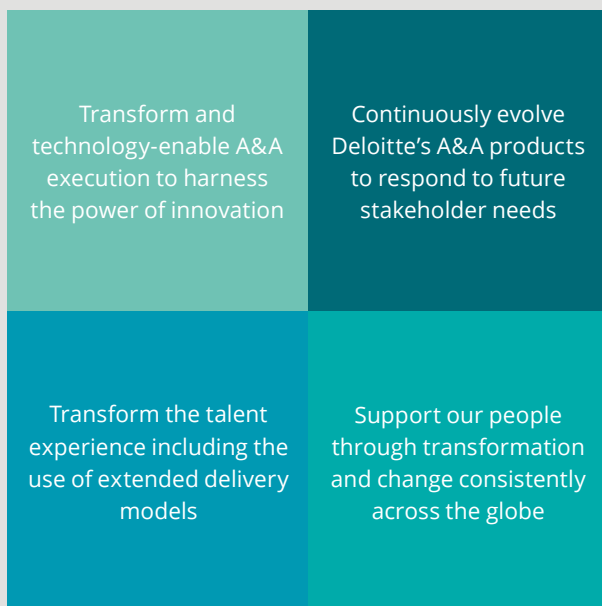 Transform and
technology-enable A&A
execution to harness
the power of innovation
Continuously evolve
Deloitte's A&A products
to respond to future
stakeholder needs
Transform the talent
experience including the
use of extended delivery
models
Support our people
through transformation
and change consistently
across the globe